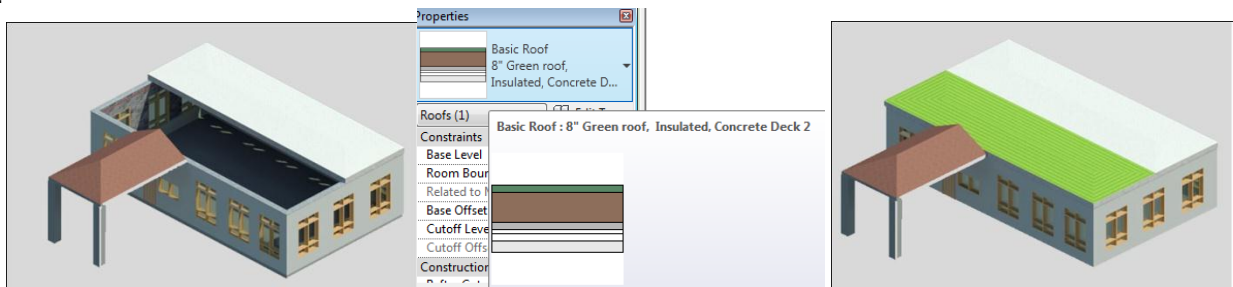 Properties
Basic Roof
8" Green roof,
Insulated, Concrete D...
Roofs (1)
Basic Roof : 8" Green roof, Insulated, Concrete Deck 2
Constraints
Base Level
Room Bour
Related to
Base Offset
Cutoff Leve
Cutoff Offs
Construction